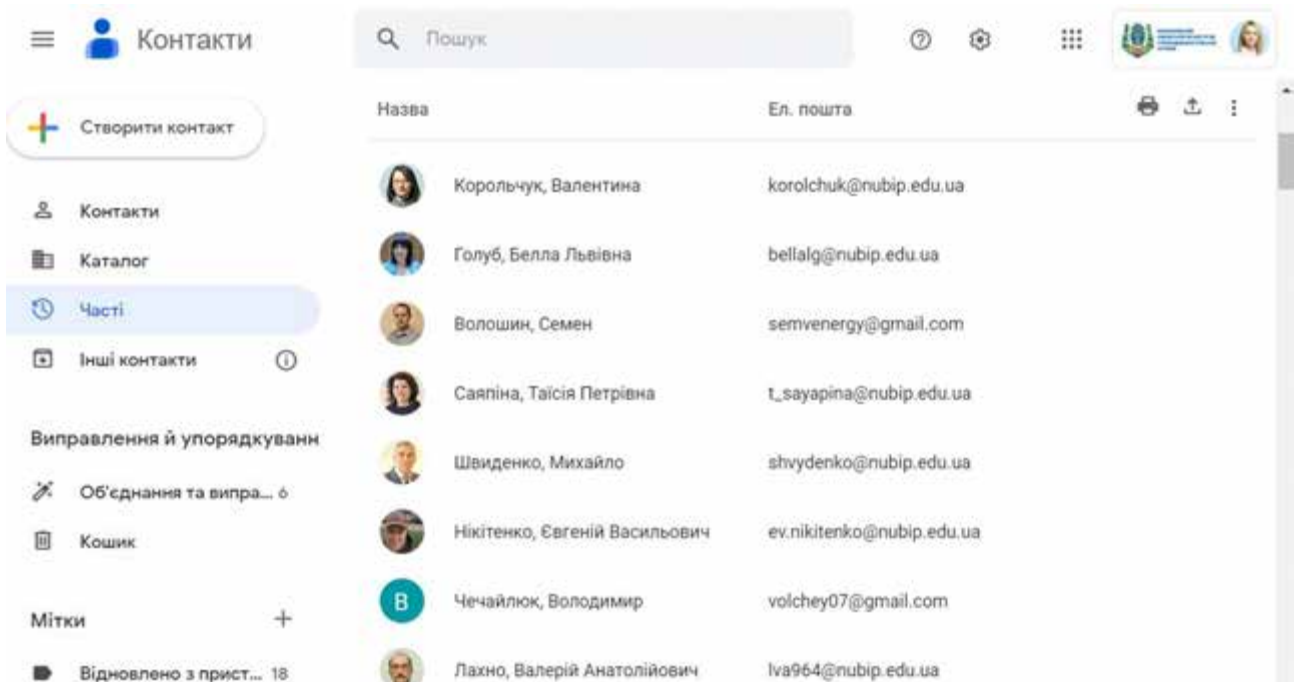 Контакти
Пошук
Створити контакт
Контакти
Каталог
Часті
Інші контакти
Виправлення й упорядкуванн
Об'єднання та випра... 6
Кошик
Мітки
Відновлено з прист... 18
Назва Ел. пошта
Корольчук, Валентина korolchuk@nubip.edu.ua
Голуб, Белла Львівна bellalg@nubip.edu.ua
Волошин, Семен semvenergy@gmail.com
Саяпіна, Таїсія Петрівна t_sayapina@nubip.edu.ua
Швиденко, Михайло shvydenko@nubip.edu.ua
Нікітенко, Євгеній Васильович ev.nikitenko@nubip.edu.ua
В
Чечайлюк, Володимир volchey07@gmail.com
Лахно, Валерій Анатолійович lva964@nubip.edu.ua